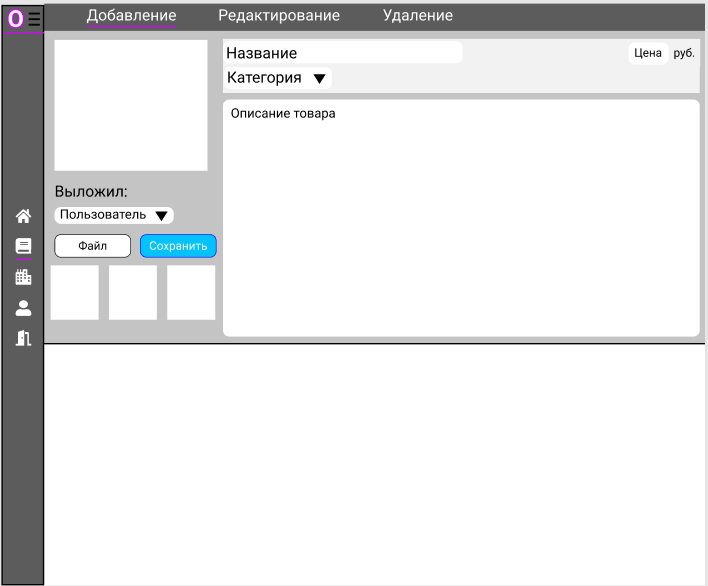 O
Добавление Редактирование Удаление
Название
Цена руб.
Категория
Описание товара
Выложил:
Пользователь
Файл Сохранить